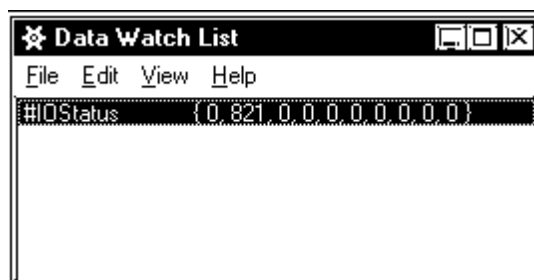 Data Watch List
File Edit View Help
#IOStatus {0, 821, 0, 0, 0, 0, 0, 0, 0, 0}